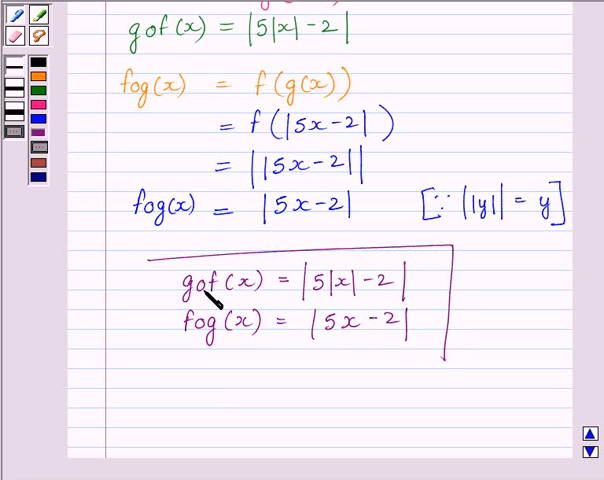 gof(x) = |5|x|-2|
fog(x) = f(g(x))
= f(|5x-2|)
= ||5x-2||
fog(x) = |5x-2| [∵ |y| = y]
gof(x) = |5|x|-2|
fog(x) = |5x-2|